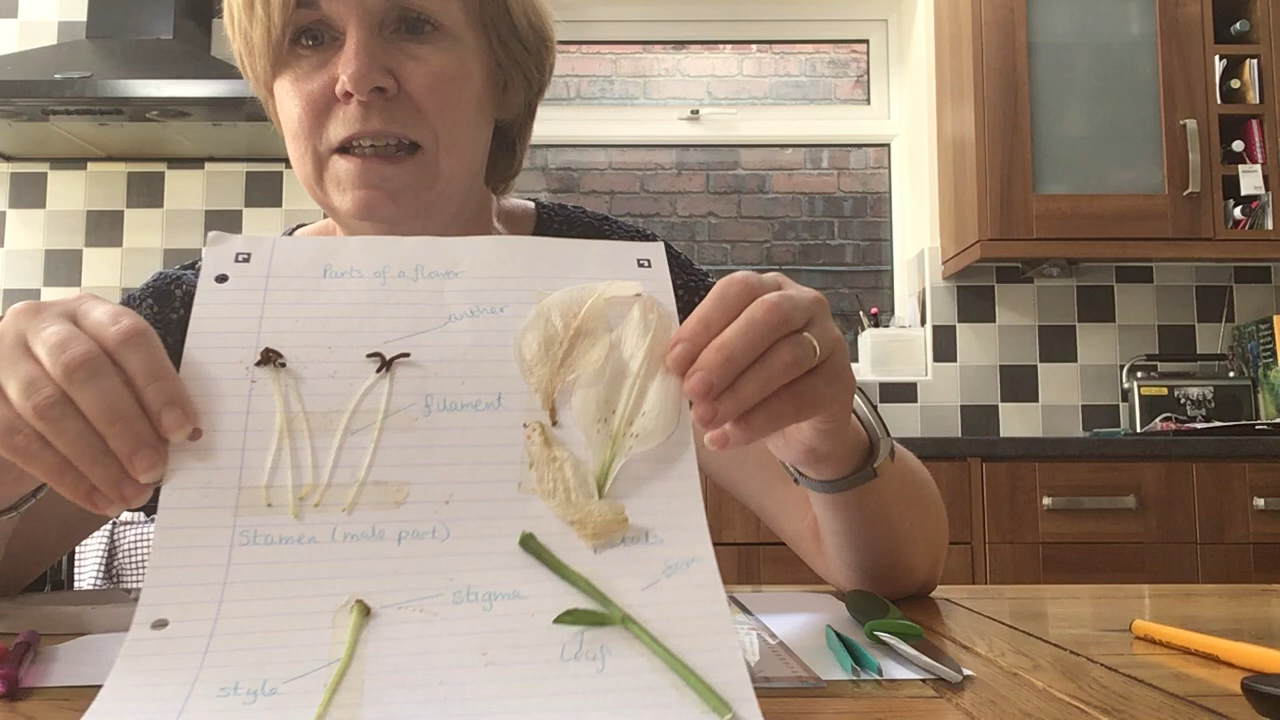 Parts of a flower
anther
filament
Stamen (male part)
stigma
style
leaf